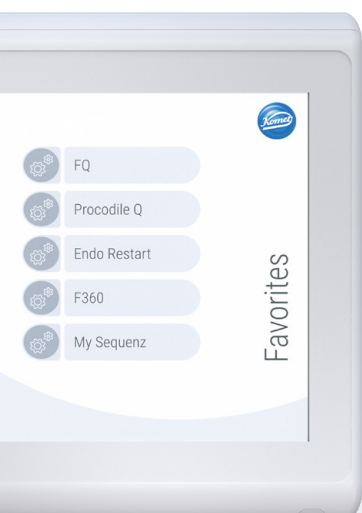 Komet
FQ
Procodile Q
Endo Restart
F360
My Sequenz
Favorites